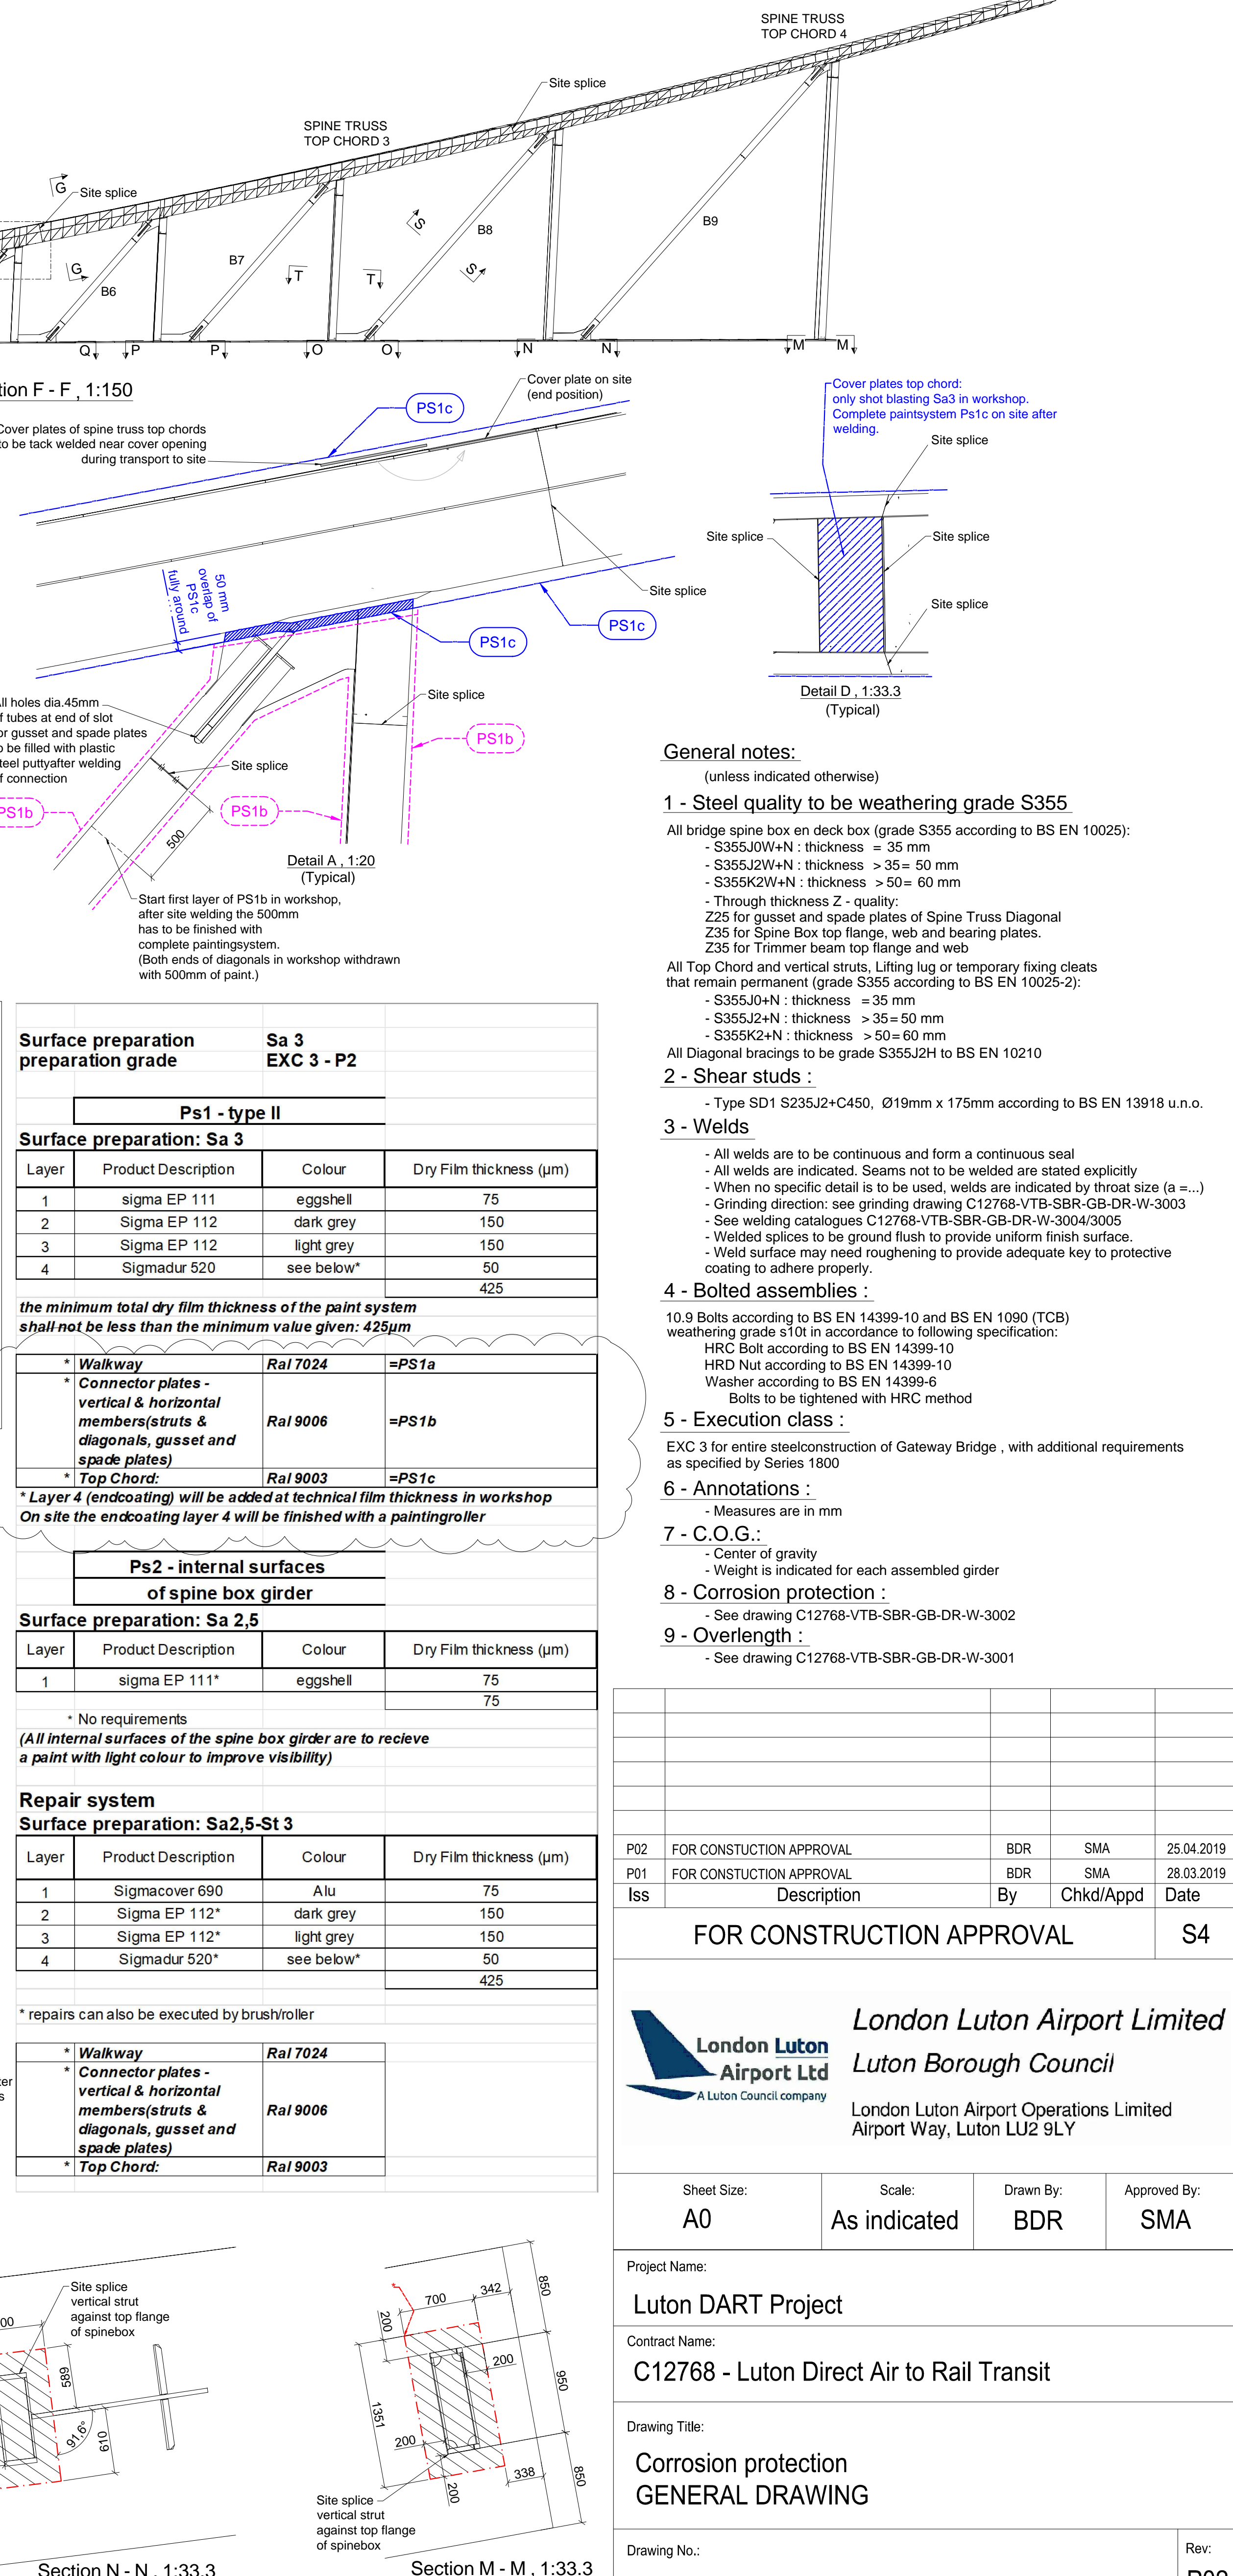 SPINE TRUSS
TOP CHORD 4
Site splice
SPINE TRUSS
TOP CHORD 3
G
Site splice
S
B8
B9
B7
G
T
T
S
B6
Q
P
P
O
O
N
N
M
M
tion F - F , 1:150
Cover plate on site
(end position)
PS1c
Cover plates of spine truss top chords
to be tack welded near cover opening
during transport to site
Cover plates top chord:
only shot blasting Sa3 in workshop.
Complete paintsystem Ps1c on site after
welding.
Site splice
Site splice
Site splice
Site splice
Site splice
50 mm
overlap of
PS1c
fully around
PS1c
PS1c
Detail D , 1:33.3
(Typical)
All holes dia.45mm
of tubes at end of slot
for gusset and spade plates
to be filled with plastic
steel puttyafter welding
of connection
Site splice
PS1b
Site splice
PS1b
PS1b
500
Detail A , 1:20
(Typical)
Start first layer of PS1b in workshop,
after site welding the 500mm
has to be finished with
complete paintingsystem.
(Both ends of diagonals in workshop withdrawn
with 500mm of paint.)
General notes:
(unless indicated otherwise)
1 - Steel quality to be weathering grade S355
All bridge spine box en deck box (grade S355 according to BS EN 10025):
- S355J0W+N : thickness = 35 mm
- S355J2W+N : thickness > 35= 50 mm
- S355K2W+N : thickness > 50= 60 mm
- Through thickness Z - quality:
Z25 for gusset and spade plates of Spine Truss Diagonal
Z35 for Spine Box top flange, web and bearing plates.
Z35 for Trimmer beam top flange and web
All Top Chord and vertical struts, Lifting lug or temporary fixing cleats
that remain permanent (grade S355 according to BS EN 10025-2):
- S355J0+N : thickness = 35 mm
- S355J2+N : thickness > 35= 50 mm
- S355K2+N : thickness > 50= 60 mm
All Diagonal bracings to be grade S355J2H to BS EN 10210
2 - Shear studs :
- Type SD1 S235J2+C450, Ø19mm x 175mm according to BS EN 13918 u.n.o.
3 - Welds
- All welds are to be continuous and form a continuous seal
- All welds are indicated. Seams not to be welded are stated explicitly
- When no specific detail is to be used, welds are indicated by throat size (a =...)
- Grinding direction: see grinding drawing C12768-VTB-SBR-GB-DR-W-3003
- See welding catalogues C12768-VTB-SBR-GB-DR-W-3004/3005
- Welded splices to be ground flush to provide uniform finish surface.
- Weld surface may need roughening to provide adequate key to protective
coating to adhere properly.
4 - Bolted assemblies :
10.9 Bolts according to BS EN 14399-10 and BS EN 1090 (TCB)
weathering grade s10t in accordance to following specification:
HRC Bolt according to BS EN 14399-10
HRD Nut according to BS EN 14399-10
Washer according to BS EN 14399-6
Bolts to be tightened with HRC method
5 - Execution class :
EXC 3 for entire steelconstruction of Gateway Bridge , with additional requirements
as specified by Series 1800
6 - Annotations :
- Measures are in mm
7 - C.O.G.:
- Center of gravity
- Weight is indicated for each assembled girder
8 - Corrosion protection :
- See drawing C12768-VTB-SBR-GB-DR-W-3002
9 - Overlength :
- See drawing C12768-VTB-SBR-GB-DR-W-3001
Surface preparation Sa 3
preparation grade EXC 3 - P2
Ps1 - type II
Surface preparation: Sa 3
Layer Product Description Colour Dry Film thickness (µm)
1 sigma EP 111 eggshell 75
2 Sigma EP 112 dark grey 150
3 Sigma EP 112 light grey 150
4 Sigmadur 520 see below* 50
425
the minimum total dry film thickness of the paint system
shall not be less than the minimum value given: 425µm
* Walkway Ral 7024 =PS1a
* Connector plates -
vertical & horizontal
members(struts & Ral 9006 =PS1b
diagonals, gusset and
spade plates)
* Top Chord: Ral 9003 =PS1c
* Layer 4 (endcoating) will be added at technical film thickness in workshop
On site the endcoating layer 4 will be finished with a paintingroller
Ps2 - internal surfaces
of spine box girder
Surface preparation: Sa 2,5
Layer Product Description Colour Dry Film thickness (µm)
1 sigma EP 111* eggshell 75
75
* No requirements
(All internal surfaces of the spine box girder are to recieve
a paint with light colour to improve visibility)
Repair system
Surface preparation: Sa2,5-St 3
Layer Product Description Colour Dry Film thickness (µm)
1 Sigmacover 690 Alu 75
2 Sigma EP 112* dark grey 150
3 Sigma EP 112* light grey 150
4 Sigmadur 520* see below* 50
425
* repairs can also be executed by brush/roller
* Walkway Ral 7024
* Connector plates -
vertical & horizontal
members(struts & Ral 9006
diagonals, gusset and
spade plates)
* Top Chord: Ral 9003
P02 FOR CONSTUCTION APPROVAL BDR SMA 25.04.2019
P01 FOR CONSTUCTION APPROVAL BDR SMA 28.03.2019
Iss Description By Chkd/Appd Date
FOR CONSTRUCTION APPROVAL S4
London Luton
Airport Ltd
A Luton Council company
London Luton Airport Limited
Luton Borough Council
London Luton Airport Operations Limited
Airport Way, Luton LU2 9LY
Sheet Size: Scale: Drawn By: Approved By:
A0 As indicated BDR SMA
Project Name:
Luton DART Project
Contract Name:
C12768 - Luton Direct Air to Rail Transit
Drawing Title:
Corrosion protection
GENERAL DRAWING
Drawing No.: Rev:
Site splice
vertical strut
against top flange
of spinebox
589
91.6°
610
Section N - N , 1:33.3
700
342
850
200
200
950
1351
200
338
200
850
Site splice
vertical strut
against top flange
of spinebox
Section M - M , 1:33.3